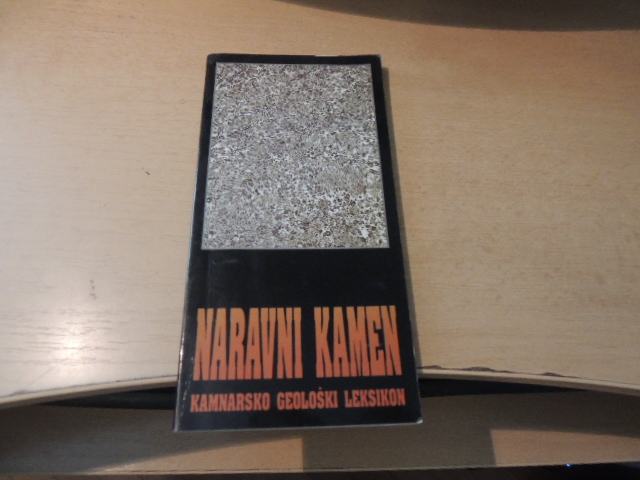 NARAVNI KAMEN
KAMNARSKO GEOLOŠKI LEKSIKON